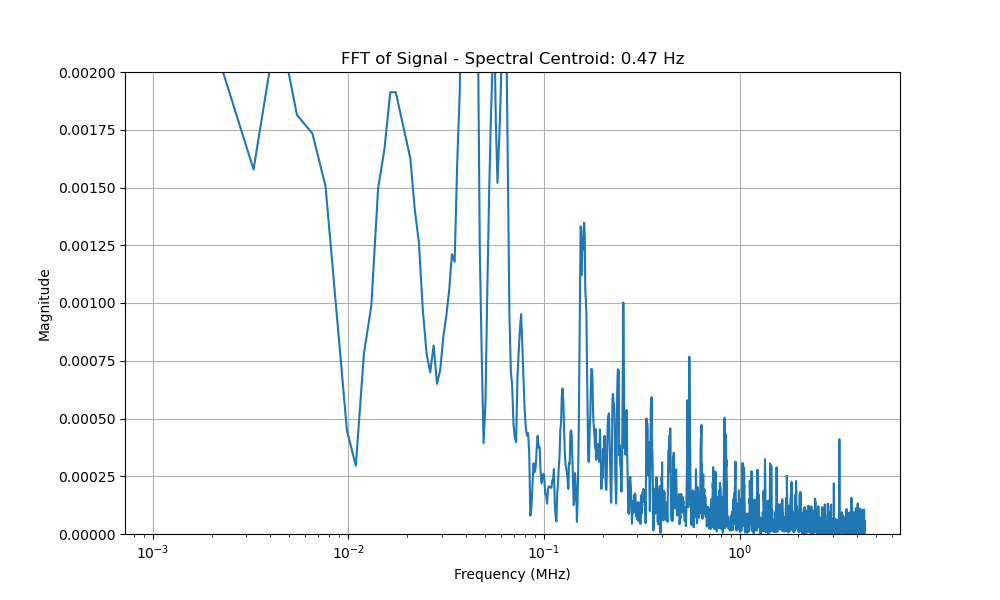 FFT of Signal - Spectral Centroid: 0.47 Hz
0.00200
0.00175
0.00150
0.00125
0.00100
0.00075
0.00050
0.00025
0.00000
Magnitude
10⁻³ 10⁻² 10⁻¹ 10⁰
Frequency (MHz)